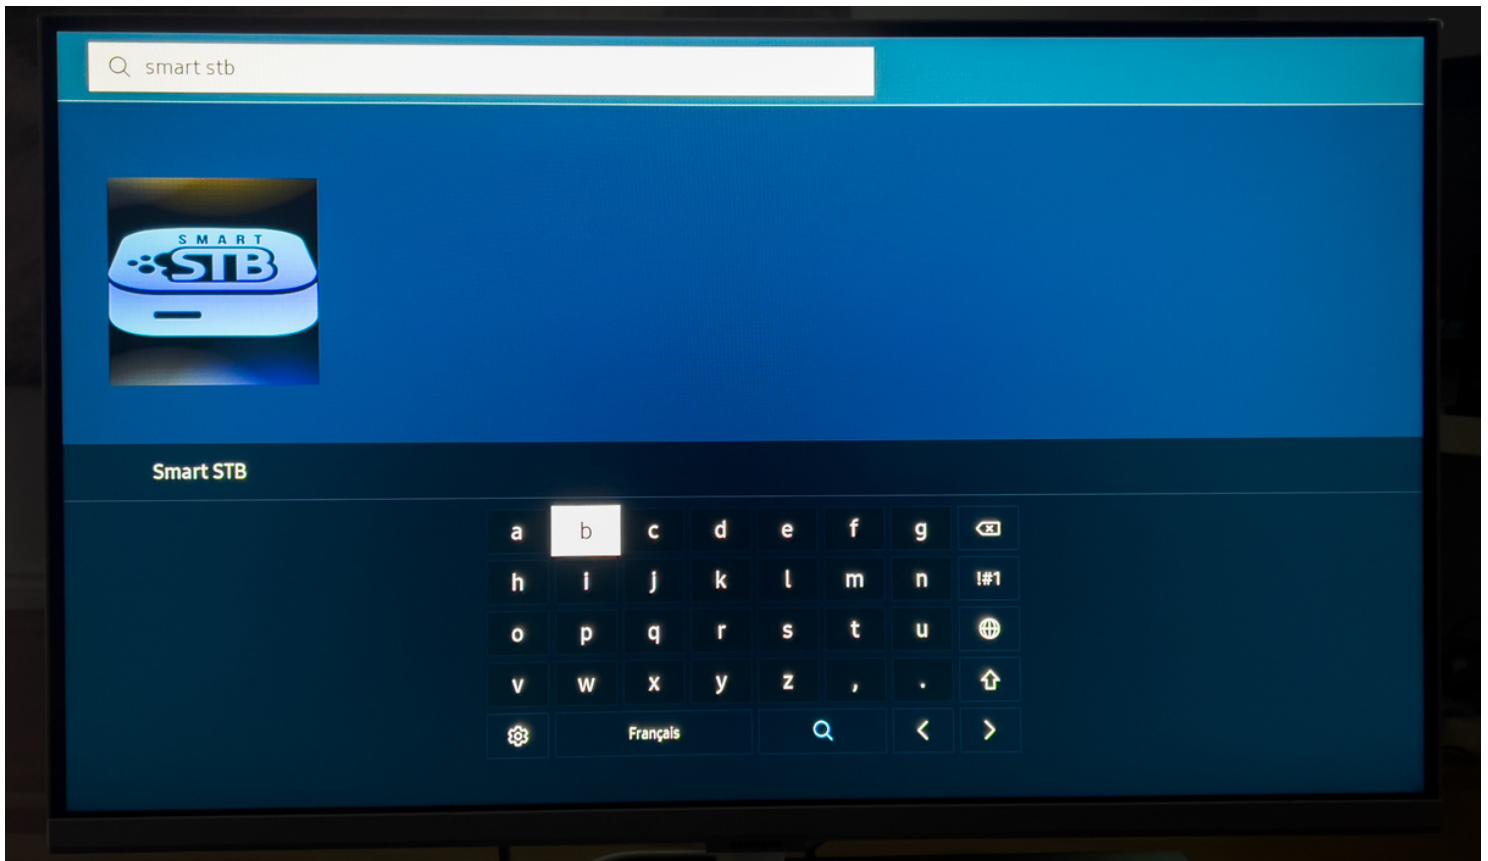 smart stb
SMART
STB
Smart STB
a b c d e f g
h i j k l m n !#1
o p q r s t u
v w x y z , .
Français